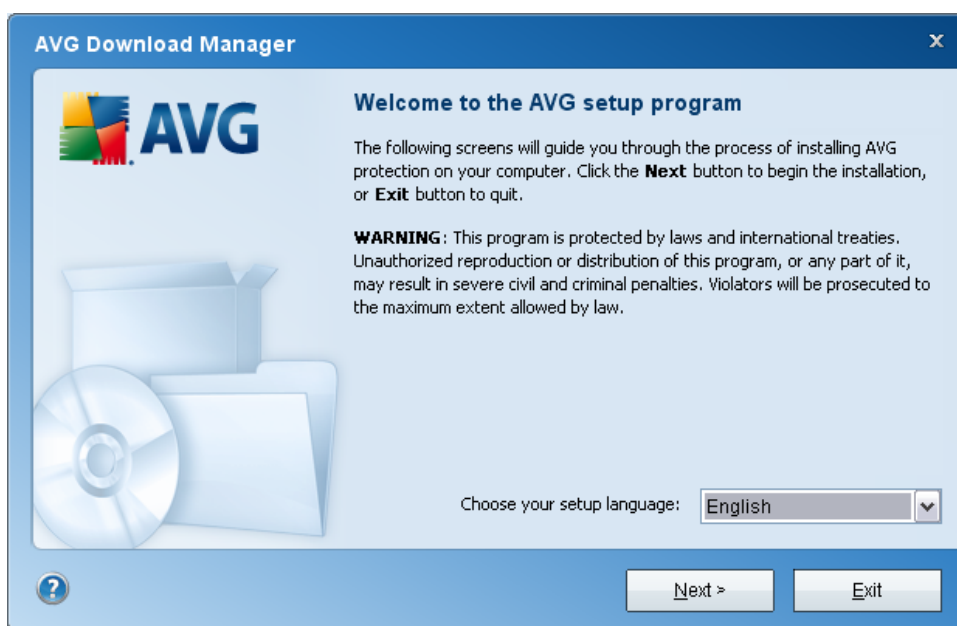 AVG Download Manager
x
AVG
Welcome to the AVG setup program
The following screens will guide you through the process of installing AVG
protection on your computer. Click the Next button to begin the installation,
or Exit button to quit.
WARNING: This program is protected by laws and international treaties.
Unauthorized reproduction or distribution of this program, or any part of it,
may result in severe civil and criminal penalties. Violators will be prosecuted to
the maximum extent allowed by law.
Choose your setup language: English
? Next > Exit